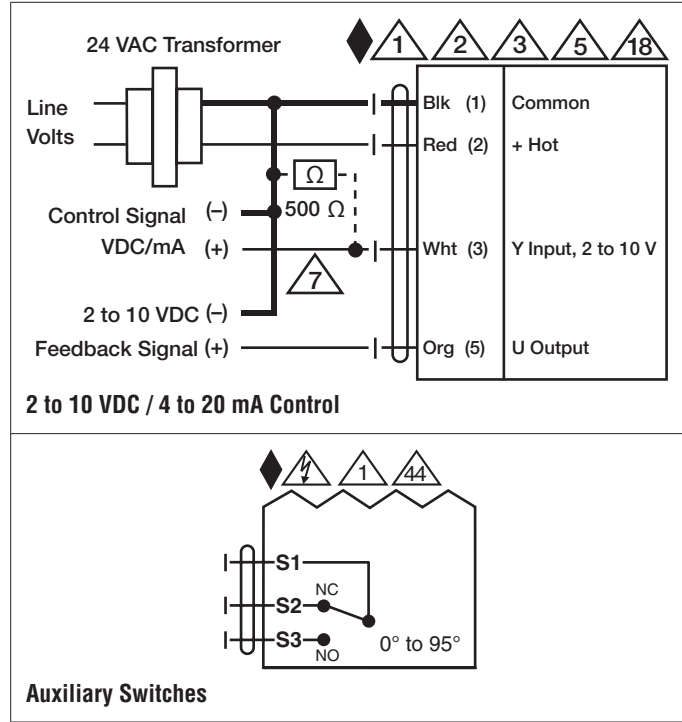 24 VAC Transformer
1 2 3 5 18
Line
Volts
Blk (1) Common
Red (2) + Hot
Ω
500 Ω
Control Signal (–)
VDC/mA (+)
Wht (3) Y Input, 2 to 10 V
7
2 to 10 VDC (–)
Feedback Signal (+)
Org (5) U Output
2 to 10 VDC / 4 to 20 mA Control
1 44
S1
NC
S2
S3
NO
0° to 95°
Auxiliary Switches